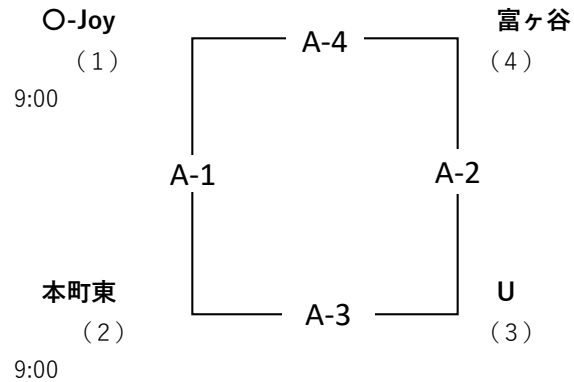 〇-Joy
富ヶ谷
A-4
（1）
（4）
9:00
A-1
A-2
本町東
U
A-3
（2）
（3）
9:00